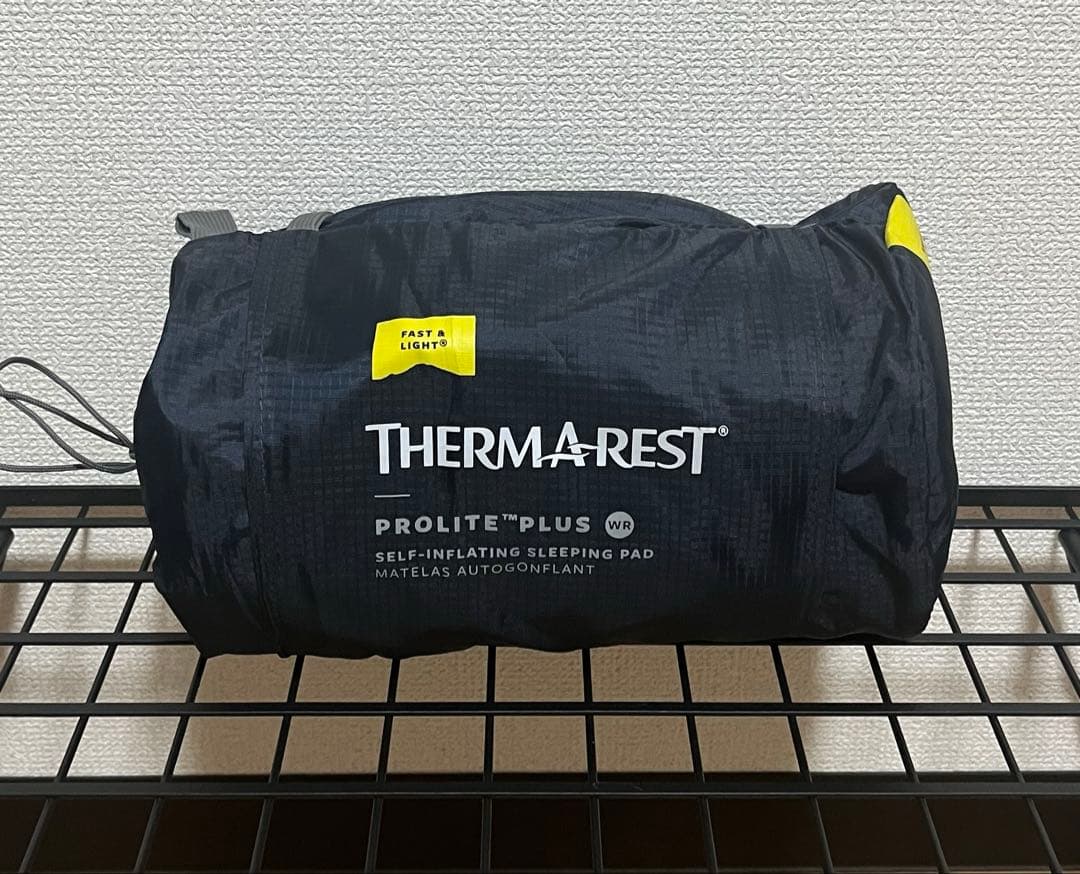 FAST &
LIGHT®
THERMAREST®
PROLITE™PLUS WR
SELF-INFLATING SLEEPING PAD
MATELAS AUTOGONFLANT